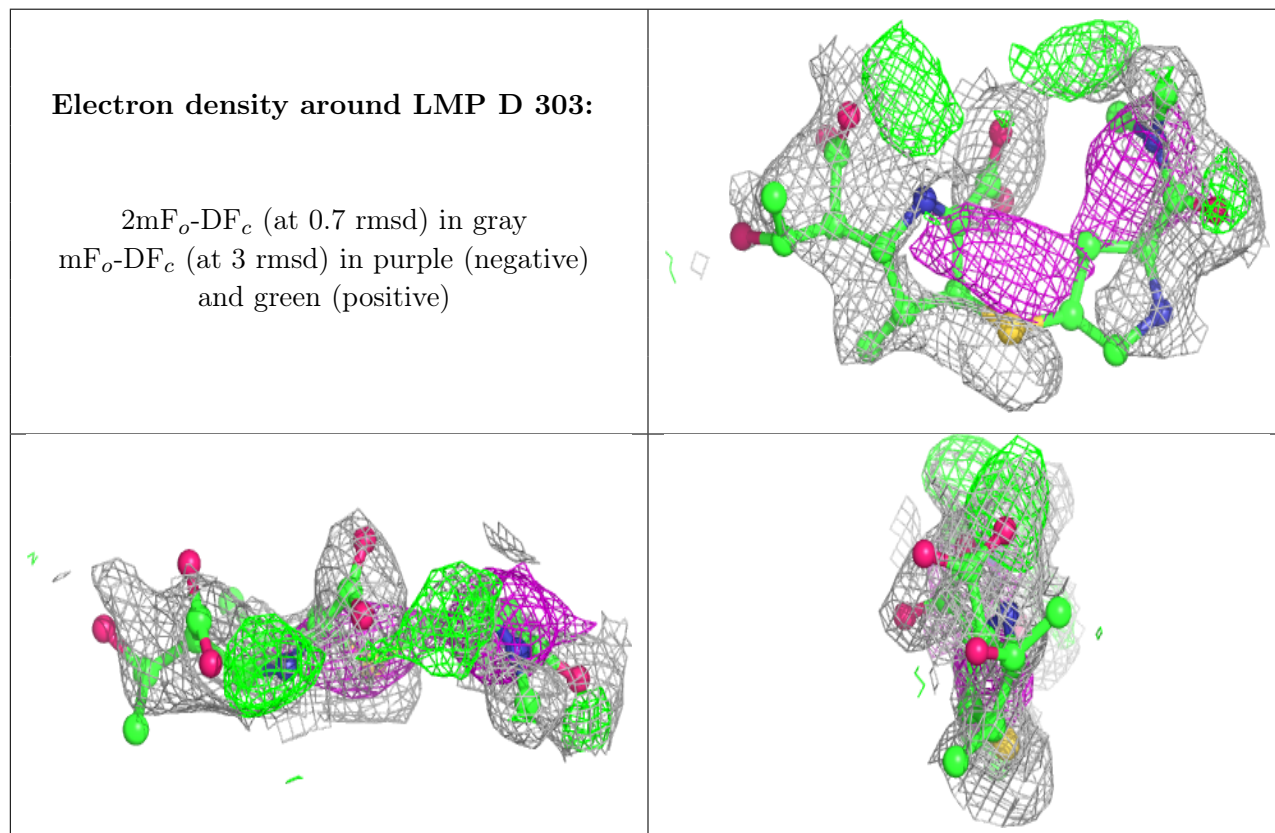 Electron density around LMP D 303:
2mFo-DFc (at 0.7 rmsd) in gray
mFo-DFc (at 3 rmsd) in purple (negative)
and green (positive)